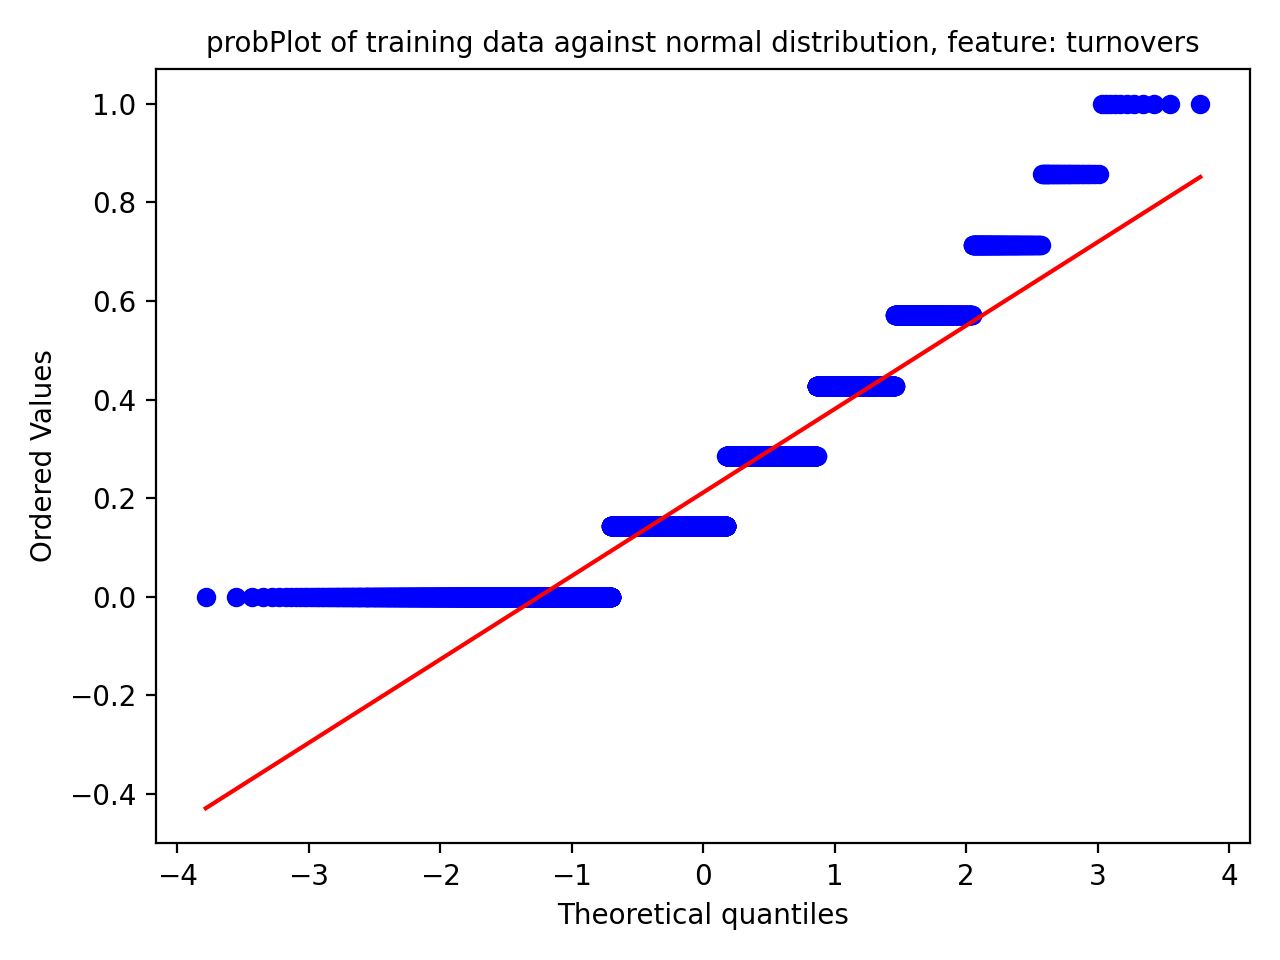 probPlot of training data against normal distribution, feature: turnovers
1.0
0.8
0.6
0.4
0.2
0.0
−0.2
−0.4
Ordered Values
−4 −3 −2 −1 0 1 2 3 4
Theoretical quantiles